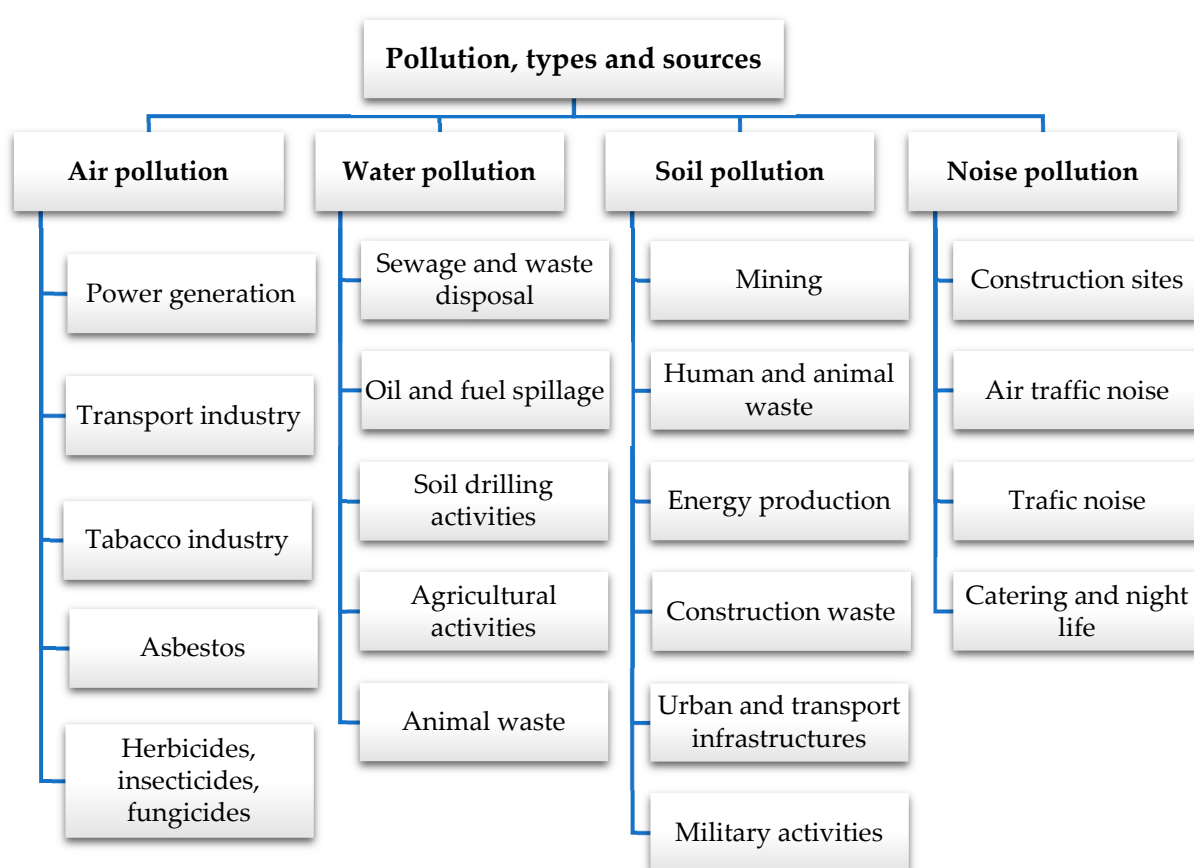 Pollution, types and sources
Air pollution
Power generation
Transport industry
Tabacco industry
Asbestos
Herbicides,
insecticides,
fungicides
Water pollution
Sewage and waste
disposal
Oil and fuel spillage
Soil drilling
activities
Agricultural
activities
Animal waste
Soil pollution
Mining
Human and animal
waste
Energy production
Construction waste
Urban and transport
infrastructures
Military activities
Noise pollution
Construction sites
Air traffic noise
Trafic noise
Catering and night
life